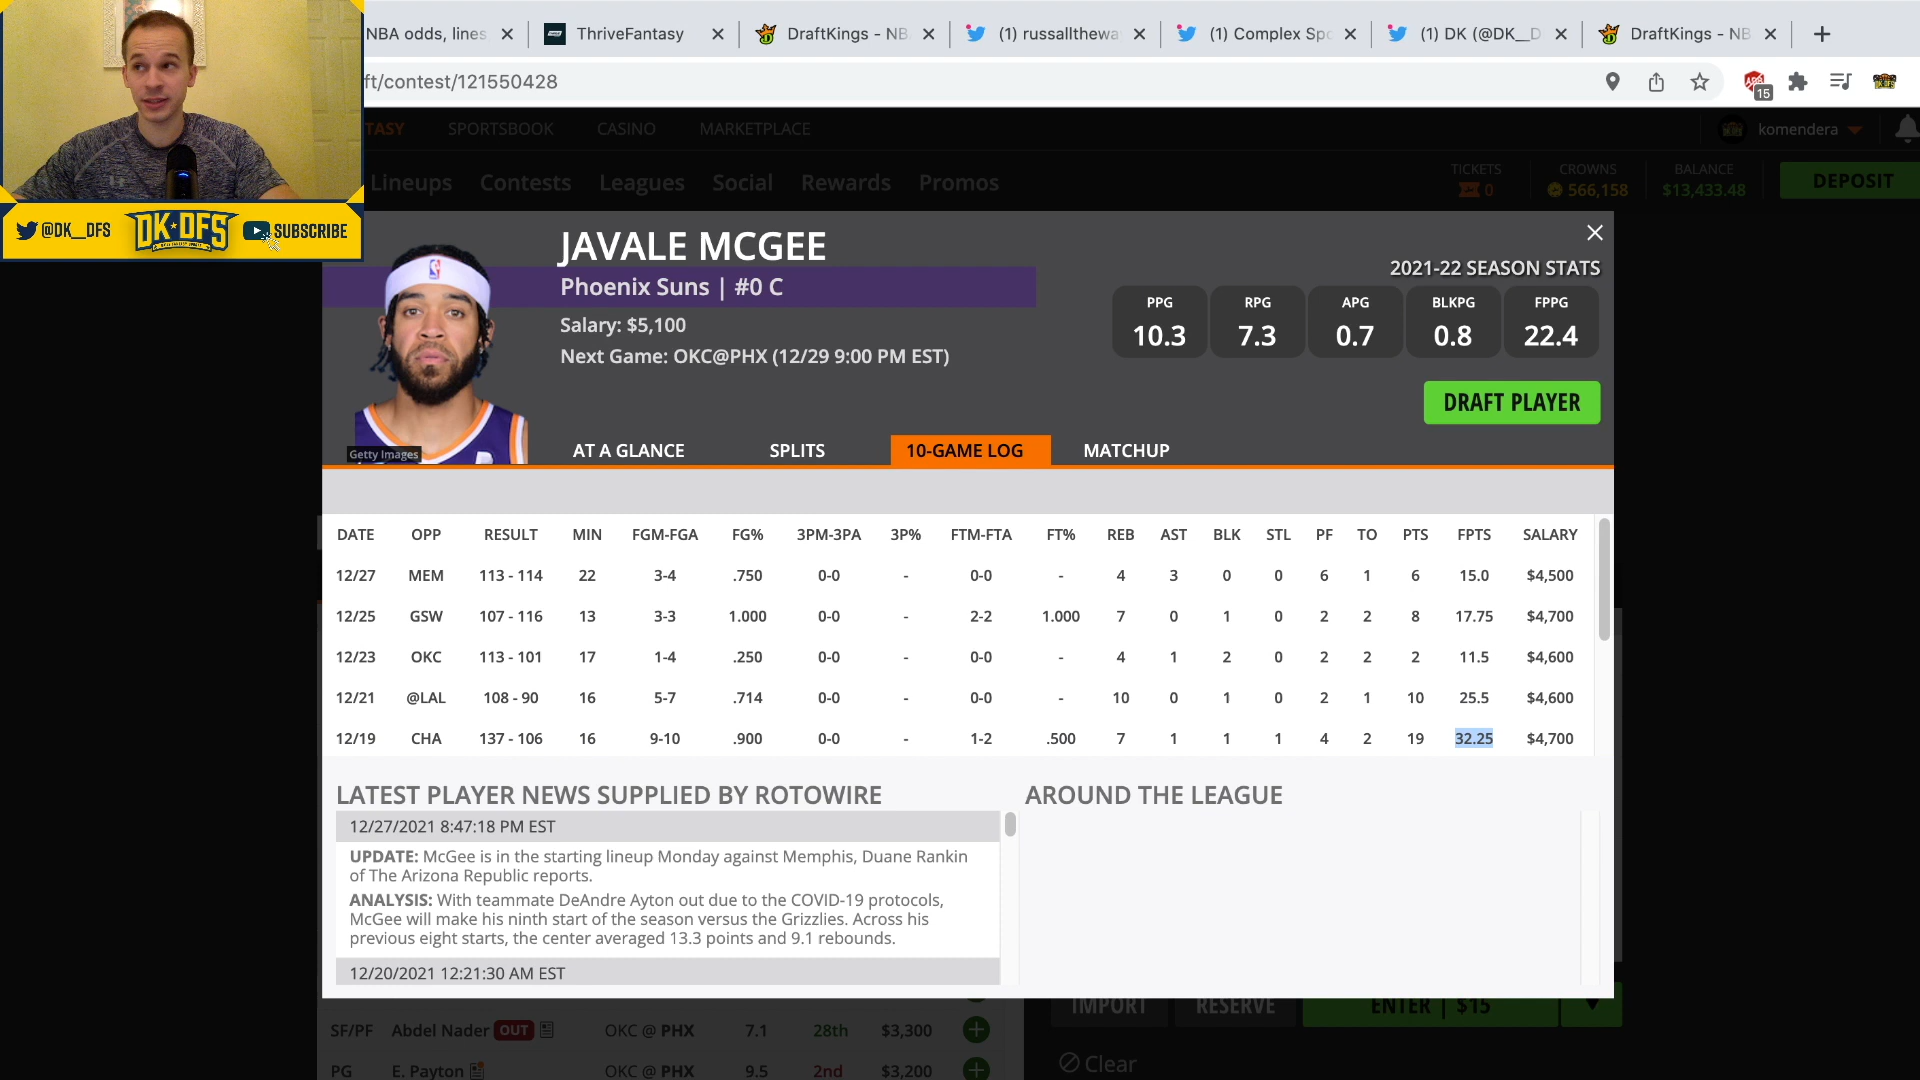 NBA odds, lines
ThriveFantasy
DraftKings - NB
(1) russallthewa
(1) Complex Spo
(1) DK (@DK__D
DraftKings - NB
ft/contest/121550428
15
TASY SPORTSBOOK CASINO MARKETPLACE
komendera
Lineups Contests Leagues Social Rewards Promos
TICKETS 0
CROWNS 566,158
BALANCE $13,433.48
DEPOSIT
@DK__DFS DK DFS SUBSCRIBE
JAVALE MCGEE
Phoenix Suns | #0 C
Salary: $5,100
Next Game: OKC@PHX (12/29 9:00 PM EST)
2021-22 SEASON STATS
PPG RPG APG BLKPG FPPG
10.3 7.3 0.7 0.8 22.4
DRAFT PLAYER
Getty Images
AT A GLANCE SPLITS 10-GAME LOG MATCHUP
DATE OPP RESULT MIN FGM-FGA FG% 3PM-3PA 3P% FTM-FTA FT% REB AST BLK STL PF TO PTS FPTS SALARY
12/27 MEM 113 - 114 22 3-4 .750 0-0 - 0-0 - 4 3 0 0 6 1 6 15.0 $4,500
12/25 GSW 107 - 116 13 3-3 1.000 0-0 - 2-2 1.000 7 0 1 0 2 2 8 17.75 $4,700
12/23 OKC 113 - 101 17 1-4 .250 0-0 - 0-0 - 4 1 2 0 2 2 2 11.5 $4,600
12/21 @LAL 108 - 90 16 5-7 .714 0-0 - 0-0 - 10 0 1 0 2 1 10 25.5 $4,600
12/19 CHA 137 - 106 16 9-10 .900 0-0 - 1-2 .500 7 1 1 1 4 2 19 32.25 $4,700
LATEST PLAYER NEWS SUPPLIED BY ROTOWIRE
AROUND THE LEAGUE
12/27/2021 8:47:18 PM EST
UPDATE: McGee is in the starting lineup Monday against Memphis, Duane Rankin
of The Arizona Republic reports.
ANALYSIS: With teammate DeAndre Ayton out due to the COVID-19 protocols,
McGee will make his ninth start of the season versus the Grizzlies. Across his
previous eight starts, the center averaged 13.3 points and 9.1 rebounds.
12/20/2021 12:21:30 AM EST
IMPORT RESERVE ENTER | $15
SF/PF Abdel Nader OUT OKC @ PHX 7.1 28th $3,300
Clear
PG E. Payton OKC @ PHX 9.5 2nd $3,200